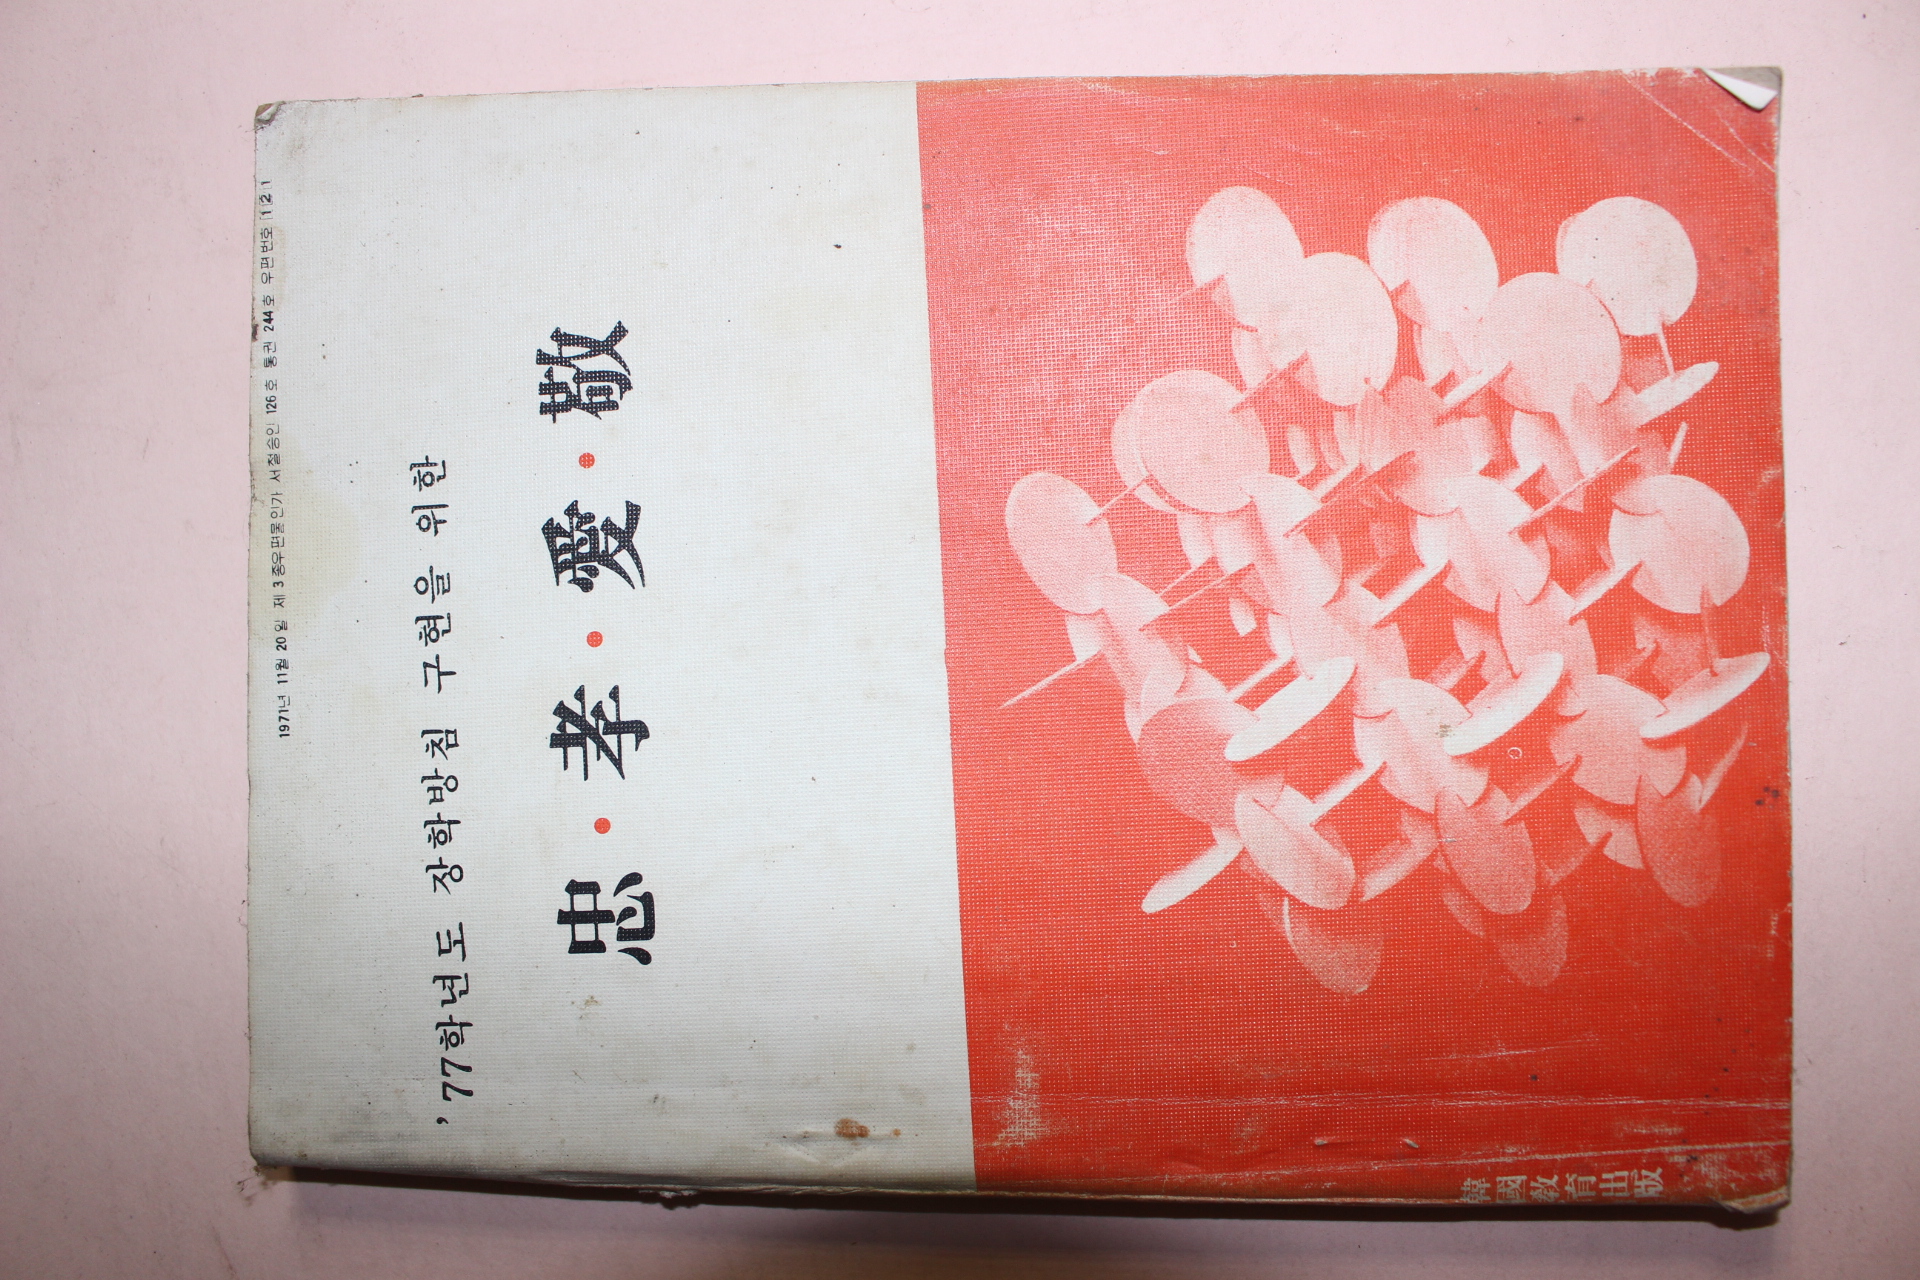 1971년 11월 20일 제 3 종우편물인가 서철승인 126 호 통권 244호 우편번호 1 2 1
'77학년도 장학방침 구현을 위한
忠・孝・愛・敬
韓國敎育出版